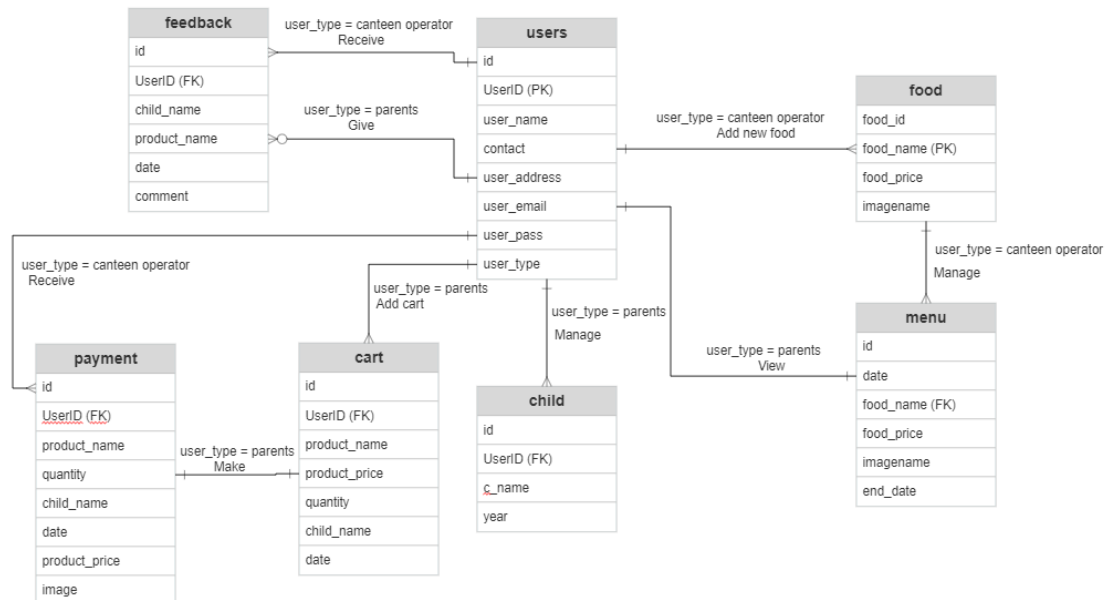 feedback
id
UserID (FK)
child_name
product_name
date
comment
user_type = canteen operator
Receive
user_type = parents
Give
users
id
UserID (PK)
user_name
contact
user_address
user_email
user_pass
user_type
user_type = canteen operator
Add new food
food
food_id
food_name (PK)
food_price
imagename
user_type = canteen operator
Manage
user_type = canteen operator
Receive
user_type = parents
Add cart
user_type = parents
Manage
user_type = parents
View
menu
id
date
food_name (FK)
food_price
imagename
end_date
payment
id
UserID (FK)
product_name
quantity
child_name
date
product_price
image
user_type = parents
Make
cart
id
UserID (FK)
product_name
product_price
quantity
child_name
date
child
id
UserID (FK)
c_name
year